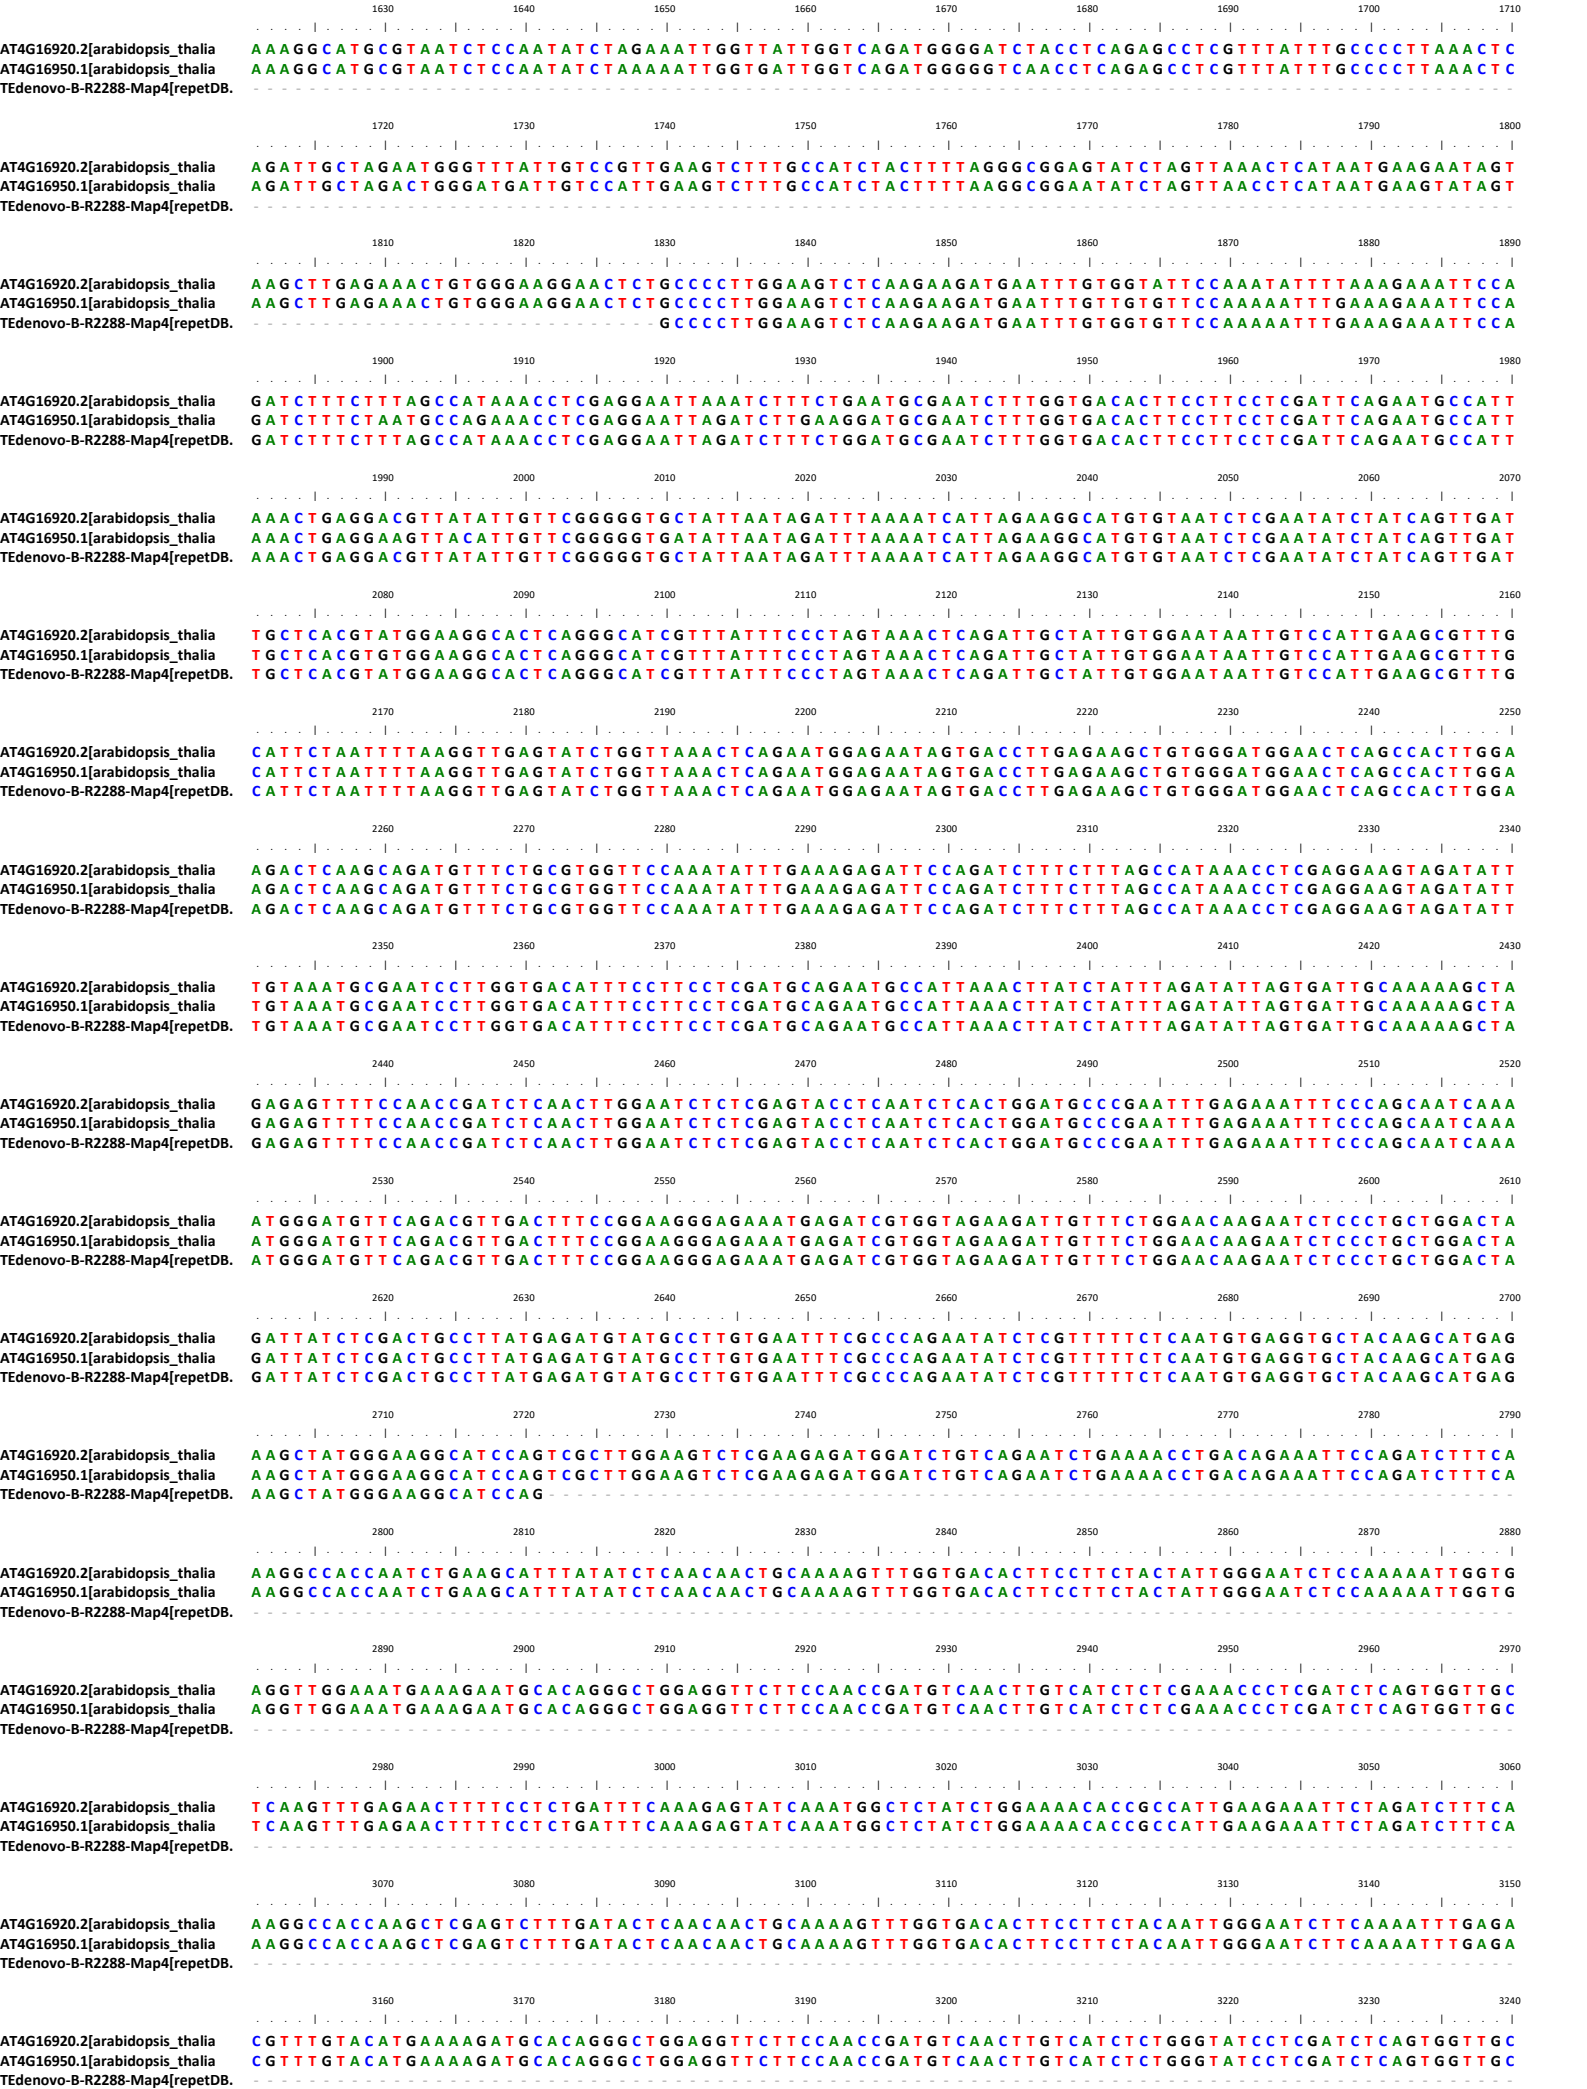 1630 1640 1650 1660 1670 1680 1690 1700 1710
AT4G16920.2[arabidopsis_thalia AAAGGCATGCGTAATCTCCAATATCTAGAAATTGGTTATTGGTCAGATGGGGATCTACCTCAGAGCCTCGTTTATTTGCCCCTTAAACTC
AT4G16950.1[arabidopsis_thalia AAAGGCATGCGTAATCTCCAATATCTAAAAATTGGTGATTGGTCAGATGGGGGTCAACCTCAGAGCCTCGTTTATTTGCCCCTTAAACTC
TEdenovo-B-R2288-Map4[repetDB.
1720 1730 1740 1750 1760 1770 1780 1790 1800
AT4G16920.2[arabidopsis_thalia AGATTGCTAGAATGGGTTTATTGTCCGTTGAAGTCTTTGCCATCTACTTTTAGGGCGGAGTATCTAGTTAAACTCATAATGAAGAATAGT
AT4G16950.1[arabidopsis_thalia AGATTGCTAGACTGGGATGATTGTCCATTGAAGTCTTTGCCATCTACTTTTAAGGCGGAATATCTAGTTAACCTCATAATGAAGTATAGT
TEdenovo-B-R2288-Map4[repetDB.
1810 1820 1830 1840 1850 1860 1870 1880 1890
AT4G16920.2[arabidopsis_thalia AAGCTTGAGAAACTGTGGGAAGGAACTCTGCCCCTTGGAAGTCTCAAGAAGATGAATTTGTGGTATTCCAAATATTTTAAAGAAATTCCA
AT4G16950.1[arabidopsis_thalia AAGCTTGAGAAACTGTGGGAAGGAACTCTGCCCCTTGGAAGTCTCAAGAAGATGAATTTGTTGTGTTCCAAAAATTTGAAAGAAATTCCA
TEdenovo-B-R2288-Map4[repetDB. -----------------------------GCCCCTTGGAAGTCTCAAGAAGATGAATTTGTGGTGTTCCAAAAATTTGAAAGAAATTCCA
1900 1910 1920 1930 1940 1950 1960 1970 1980
AT4G16920.2[arabidopsis_thalia GATCTTTCTTTAGCCATAAACCTCGAGGAATTAAATCTTTCTGAATGCGAATCTTTGGTGACACTTCCTTCCTCGATTCAGAATGCCATT
AT4G16950.1[arabidopsis_thalia GATCTTTCTAATGCCAGAAACCTCGAGGAATTAGATCTTGAAGGATGCGAATCTTTGGTGACACTTCCTTCCTCGATTCAGAATGCCATT
TEdenovo-B-R2288-Map4[repetDB. GATCTTTCTTTAGCCATAAACCTCGAGGAATTAGATCTTTCTGGATGCGAATCTTTGGTGACACTTCCTTCCTCGATTCAGAATGCCATT
1990 2000 2010 2020 2030 2040 2050 2060 2070
AT4G16920.2[arabidopsis_thalia AAACTGAGGACGTTATATTGTTCGGGGGTGCTATTAATAGATTTAAAATCATTAGAAGGCATGTGTAATCTCGAATATCTATCAGTTGAT
AT4G16950.1[arabidopsis_thalia AAACTGAGGAAGTTACATTGTTCGGGGGTGATATTAATAGATTTAAAATCATTAGAAGGCATGTGTAATCTCGAATATCTATCAGTTGAT
TEdenovo-B-R2288-Map4[repetDB. AAACTGAGGACGTTATATTGTTCGGGGGTGCTATTAATAGATTTAAAATCATTAGAAGGCATGTGTAATCTCGAATATCTATCAGTTGAT
2080 2090 2100 2110 2120 2130 2140 2150 2160
AT4G16920.2[arabidopsis_thalia TGCTCACGTATGGAAGGCACTCAGGGCATCGTTTATTTCCCTAGTAAACTCAGATTGCTATTGTGGAATAATTGTCCATTGAAGCGTTTG
AT4G16950.1[arabidopsis_thalia TGCTCACGTGTGGAAGGCACTCAGGGCATCGTTTATTTCCCTAGTAAACTCAGATTGCTATTGTGGAATAATTGTCCATTGAAGCGTTTG
TEdenovo-B-R2288-Map4[repetDB. TGCTCACGTATGGAAGGCACTCAGGGCATCGTTTATTTCCCTAGTAAACTCAGATTGCTATTGTGGAATAATTGTCCATTGAAGCGTTTG
2170 2180 2190 2200 2210 2220 2230 2240 2250
AT4G16920.2[arabidopsis_thalia CATTCTAATTTTAAGGTTGAGTATCTGGTTAAACTCAGAATGGAGAATAGTGACCTTGAGAAGCTGTGGGATGGAACTCAGCCACTTGGA
AT4G16950.1[arabidopsis_thalia CATTCTAATTTTAAGGTTGAGTATCTGGTTAAACTCAGAATGGAGAATAGTGACCTTGAGAAGCTGTGGGATGGAACTCAGCCACTTGGA
TEdenovo-B-R2288-Map4[repetDB. CATTCTAATTTTAAGGTTGAGTATCTGGTTAAACTCAGAATGGAGAATAGTGACCTTGAGAAGCTGTGGGATGGAACTCAGCCACTTGGA
2260 2270 2280 2290 2300 2310 2320 2330 2340
AT4G16920.2[arabidopsis_thalia AGACTCAAGCAGATGTTTCTGCGTGGTTCCAAATATTTGAAAGAGATTCCAGATCTTTCTTTAGCCATAAACCTCGAGGAAGTAGATATT
AT4G16950.1[arabidopsis_thalia AGACTCAAGCAGATGTTTCTGCGTGGTTCCAAATATTTGAAAGAGATTCCAGATCTTTCTTTAGCCATAAACCTCGAGGAAGTAGATATT
TEdenovo-B-R2288-Map4[repetDB. AGACTCAAGCAGATGTTTCTGCGTGGTTCCAAATATTTGAAAGAGATTCCAGATCTTTCTTTAGCCATAAACCTCGAGGAAGTAGATATT
2350 2360 2370 2380 2390 2400 2410 2420 2430
AT4G16920.2[arabidopsis_thalia TGTAAATGCGAATCCTTGGTGACATTTCCTTCCTCGATGCAGAATGCCATTAAACTTATCTATTTAGATATTAGTGATTGCAAAAAGCTA
AT4G16950.1[arabidopsis_thalia TGTAAATGCGAATCCTTGGTGACATTTCCTTCCTCGATGCAGAATGCCATTAAACTTATCTATTTAGATATTAGTGATTGCAAAAAGCTA
TEdenovo-B-R2288-Map4[repetDB. TGTAAATGCGAATCCTTGGTGACATTTCCTTCCTCGATGCAGAATGCCATTAAACTTATCTATTTAGATATTAGTGATTGCAAAAAGCTA
2440 2450 2460 2470 2480 2490 2500 2510 2520
AT4G16920.2[arabidopsis_thalia GAGAGTTTTCCAACCGATCTCAACTTGGAATCTCTCGAGTACCTCAATCTCACTGGATGCCCGAATTTGAGAAATTTCCCAGCAATCAAA
AT4G16950.1[arabidopsis_thalia GAGAGTTTTCCAACCGATCTCAACTTGGAATCTCTCGAGTACCTCAATCTCACTGGATGCCCGAATTTGAGAAATTTCCCAGCAATCAAA
TEdenovo-B-R2288-Map4[repetDB. GAGAGTTTTCCAACCGATCTCAACTTGGAATCTCTCGAGTACCTCAATCTCACTGGATGCCCGAATTTGAGAAATTTCCCAGCAATCAAA
2530 2540 2550 2560 2570 2580 2590 2600 2610
AT4G16920.2[arabidopsis_thalia ATGGGATGTTCAGACGTTGACTTTCCGGAAGGGAGAAATGAGATCGTGGTAGAAGATTGTTTCTGGAACAAGAATCTCCCTGCTGGACTA
AT4G16950.1[arabidopsis_thalia ATGGGATGTTCAGACGTTGACTTTCCGGAAGGGAGAAATGAGATCGTGGTAGAAGATTGTTTCTGGAACAAGAATCTCCCTGCTGGACTA
TEdenovo-B-R2288-Map4[repetDB. ATGGGATGTTCAGACGTTGACTTTCCGGAAGGGAGAAATGAGATCGTGGTAGAAGATTGTTTCTGGAACAAGAATCTCCCTGCTGGACTA
2620 2630 2640 2650 2660 2670 2680 2690 2700
AT4G16920.2[arabidopsis_thalia GATTATCTCGACTGCCTTATGAGATGTATGCCTTGTGAATTTCGCCCAGAATATCTCGTTTTTCTCAATGTGAGGTGCTACAAGCATGAG
AT4G16950.1[arabidopsis_thalia GATTATCTCGACTGCCTTATGAGATGTATGCCTTGTGAATTTCGCCCAGAATATCTCGTTTTTCTCAATGTGAGGTGCTACAAGCATGAG
TEdenovo-B-R2288-Map4[repetDB. GATTATCTCGACTGCCTTATGAGATGTATGCCTTGTGAATTTCGCCCAGAATATCTCGTTTTTCTCAATGTGAGGTGCTACAAGCATGAG
2710 2720 2730 2740 2750 2760 2770 2780 2790
AT4G16920.2[arabidopsis_thalia AAGCTATGGGAAGGCATCCAGTCGCTTGGAAGTCTCGAAGAGATGGATCTGTCAGAATCTGAAAACCTGACAGAAATTCCAGATCTTTCA
AT4G16950.1[arabidopsis_thalia AAGCTATGGGAAGGCATCCAGTCGCTTGGAAGTCTCGAAGAGATGGATCTGTCAGAATCTGAAAACCTGACAGAAATTCCAGATCTTTCA
TEdenovo-B-R2288-Map4[repetDB. AAGCTATGGGAAGGCATCCAG
2800 2810 2820 2830 2840 2850 2860 2870 2880
AT4G16920.2[arabidopsis_thalia AAGGCCACCAATCTGAAGCATTTATATCTCAACAACTGCAAAAGTTTGGTGACACTTCCTTCTACTATTGGGAATCTCCAAAAATTGGTG
AT4G16950.1[arabidopsis_thalia AAGGCCACCAATCTGAAGCATTTATATCTCAACAACTGCAAAAGTTTGGTGACACTTCCTTCTACTATTGGGAATCTCCAAAAATTGGTG
TEdenovo-B-R2288-Map4[repetDB.
2890 2900 2910 2920 2930 2940 2950 2960 2970
AT4G16920.2[arabidopsis_thalia AGGTTGGAAATGAAAGAATGCACAGGGCTGGAGGTTCTTCCAACCGATGTCAACTTGTCATCTCTCGAAACCCTCGATCTCAGTGGTTGC
AT4G16950.1[arabidopsis_thalia AGGTTGGAAATGAAAGAATGCACAGGGCTGGAGGTTCTTCCAACCGATGTCAACTTGTCATCTCTCGAAACCCTCGATCTCAGTGGTTGC
TEdenovo-B-R2288-Map4[repetDB.
2980 2990 3000 3010 3020 3030 3040 3050 3060
AT4G16920.2[arabidopsis_thalia TCAAGTTTGAGAACTTTTCCTCTGATTTCAAAGAGTATCAAATGGCTCTATCTGGAAAACACCGCCATTGAAGAAATTCTAGATCTTTCA
AT4G16950.1[arabidopsis_thalia TCAAGTTTGAGAACTTTTCCTCTGATTTCAAAGAGTATCAAATGGCTCTATCTGGAAAACACCGCCATTGAAGAAATTCTAGATCTTTCA
TEdenovo-B-R2288-Map4[repetDB.
3070 3080 3090 3100 3110 3120 3130 3140 3150
AT4G16920.2[arabidopsis_thalia AAGGCCACCAAGCTCGAGTCTTTGATACTCAACAACTGCAAAAGTTTGGTGACACTTCCTTCTACAATTGGGAATCTTCAAAATTTGAGA
AT4G16950.1[arabidopsis_thalia AAGGCCACCAAGCTCGAGTCTTTGATACTCAACAACTGCAAAAGTTTGGTGACACTTCCTTCTACAATTGGGAATCTTCAAAATTTGAGA
TEdenovo-B-R2288-Map4[repetDB.
3160 3170 3180 3190 3200 3210 3220 3230 3240
AT4G16920.2[arabidopsis_thalia CGTTTGTACATGAAAAGATGCACAGGGCTGGAGGTTCTTCCAACCGATGTCAACTTGTCATCTCTGGGTATCCTCGATCTCAGTGGTTGC
AT4G16950.1[arabidopsis_thalia CGTTTGTACATGAAAAGATGCACAGGGCTGGAGGTTCTTCCAACCGATGTCAACTTGTCATCTCTGGGTATCCTCGATCTCAGTGGTTGC
TEdenovo-B-R2288-Map4[repetDB.